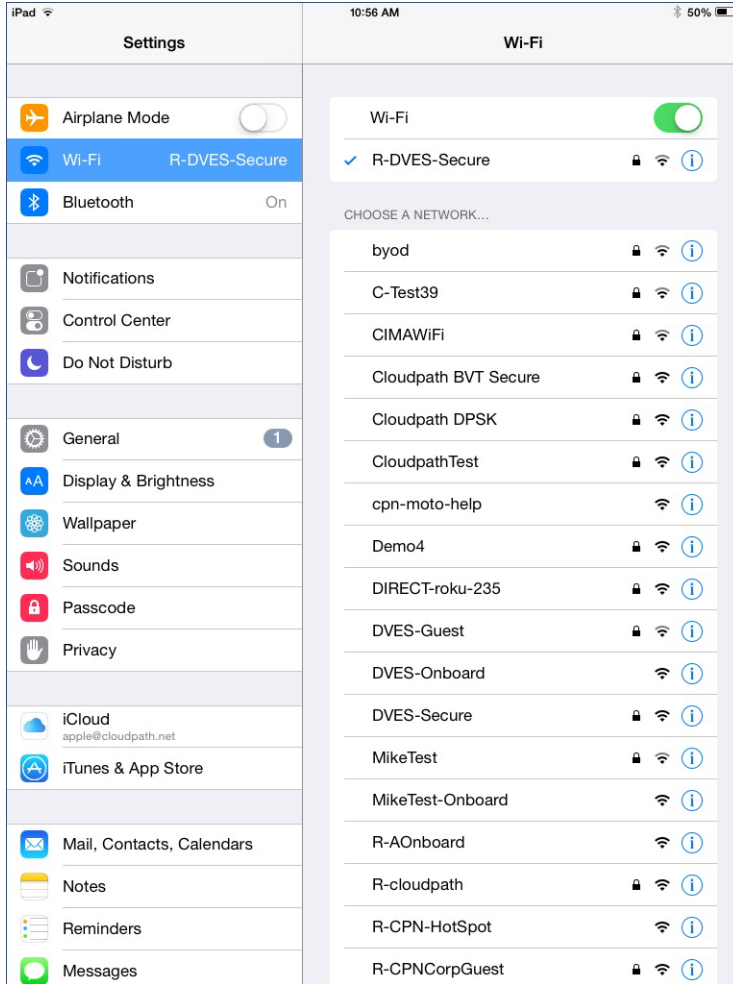 iPad 10:56 AM 50%
Settings
Airplane Mode
Wi-Fi R-DVES-Secure
Bluetooth On
Notifications
Control Center
Do Not Disturb
General 1
AA Display & Brightness
Wallpaper
Sounds
Passcode
Privacy
iCloud
apple@cloudpath.net
iTunes & App Store
Mail, Contacts, Calendars
Notes
Reminders
Messages
Wi-Fi
Wi-Fi
R-DVES-Secure
CHOOSE A NETWORK...
byod
C-Test39
CIMAWiFi
Cloudpath BVT Secure
Cloudpath DPSK
CloudpathTest
cpn-moto-help
Demo4
DIRECT-roku-235
DVES-Guest
DVES-Onboard
DVES-Secure
MikeTest
MikeTest-Onboard
R-AOnboard
R-cloudpath
R-CPN-HotSpot
R-CPNCorpGuest